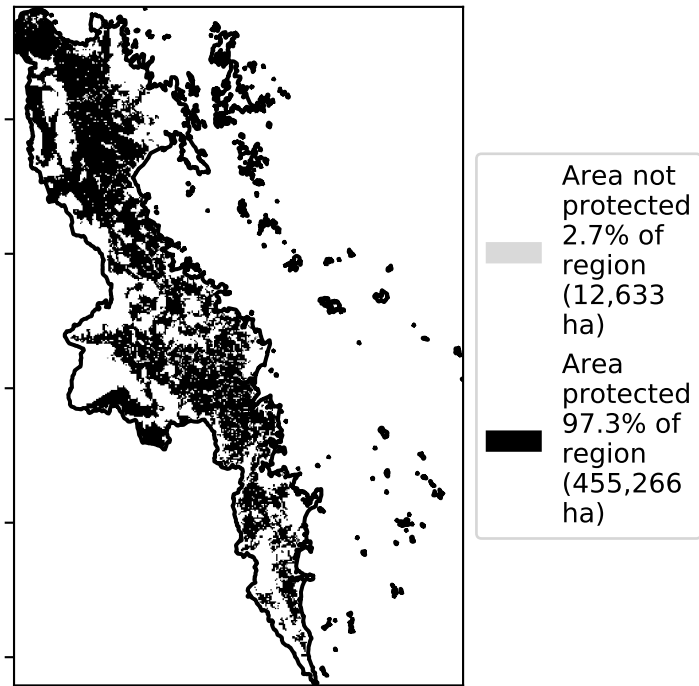 Area not
protected
2.7% of
region
(12,633
ha)
Area
protected
97.3% of
region
(455,266
ha)